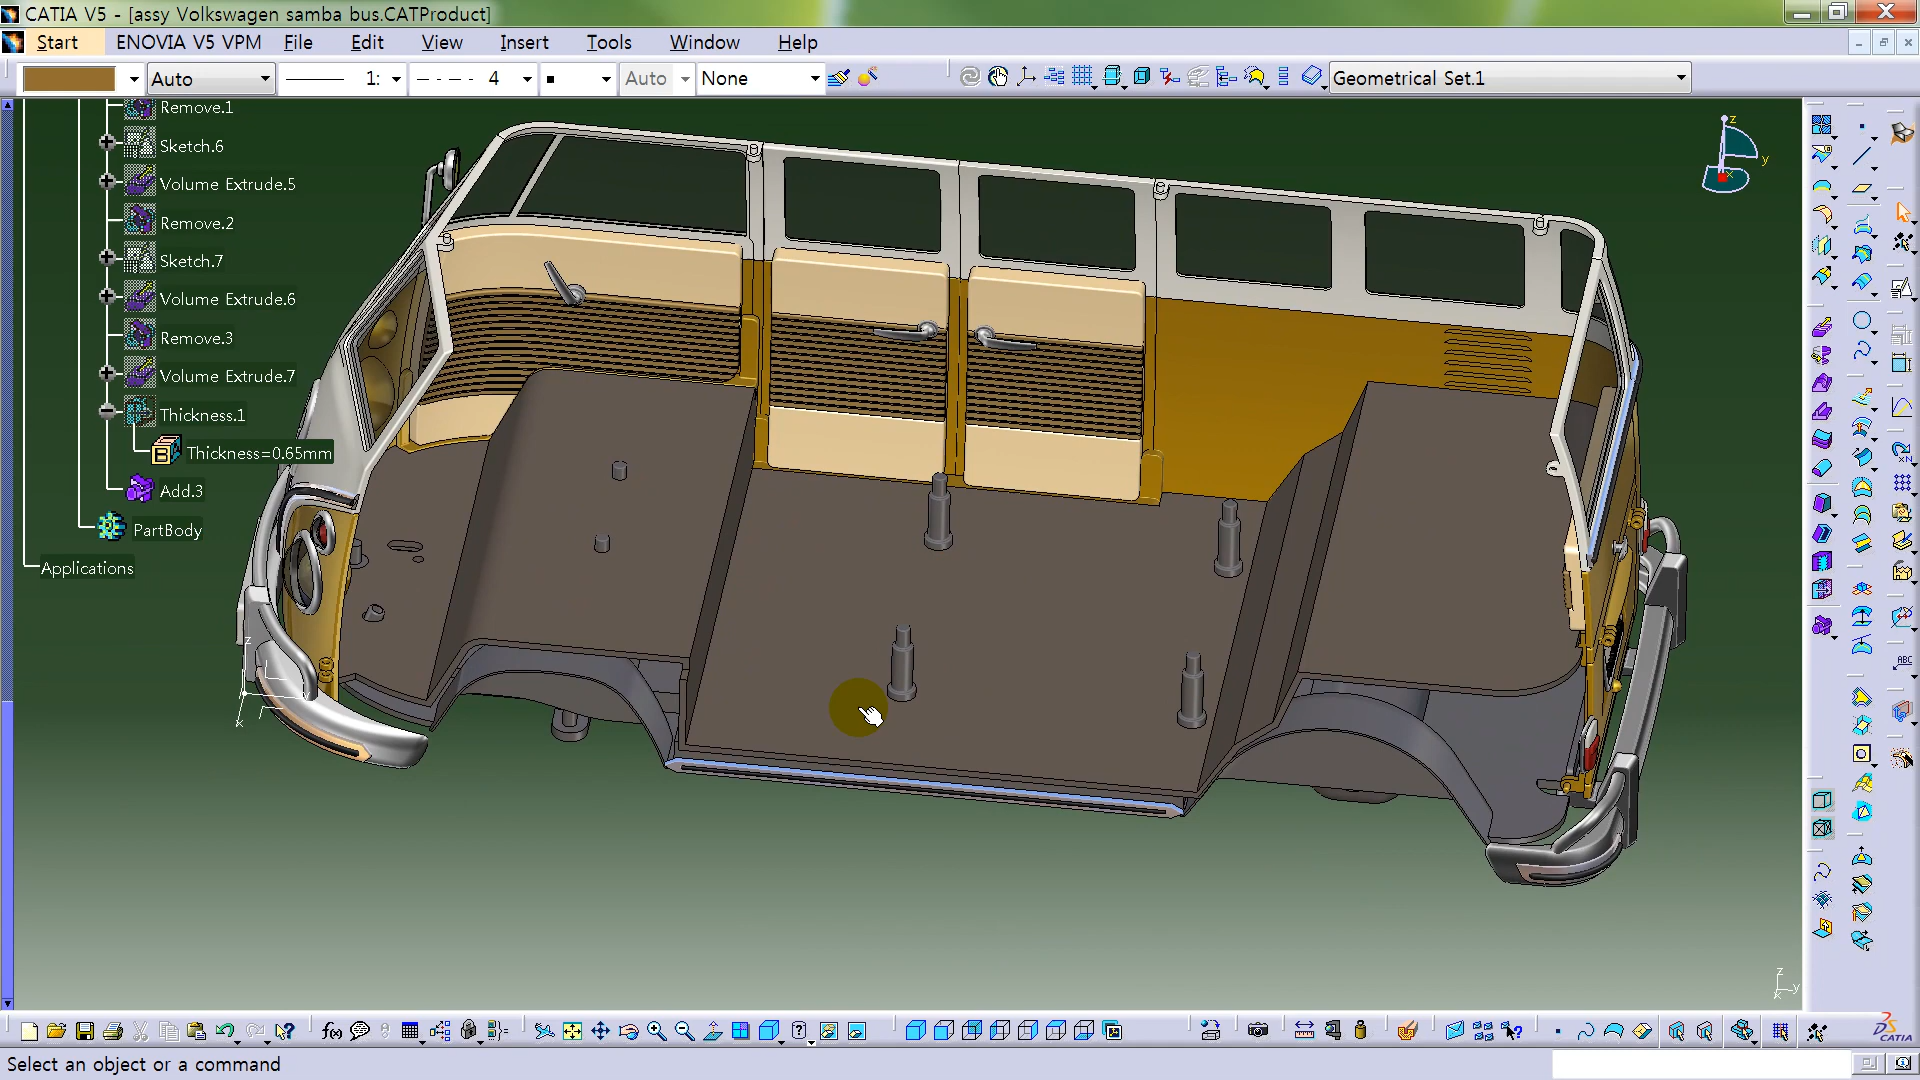 CATIA V5 - [assy Volkswagen samba bus.CATProduct]
Start ENOVIA V5 VPM File Edit View Insert Tools Window Help
Auto 1: 4 Auto None Geometrical Set.1
Remove.1
Sketch.6
Volume Extrude.5
Remove.2
Sketch.7
Volume Extrude.6
Remove.3
Volume Extrude.7
Thickness.1
Thickness=0.65mm
Add.3
PartBody
Applications
z
y
x
z
x
z
y
x
ABC
f(x)
CATIA
Select an object or a command